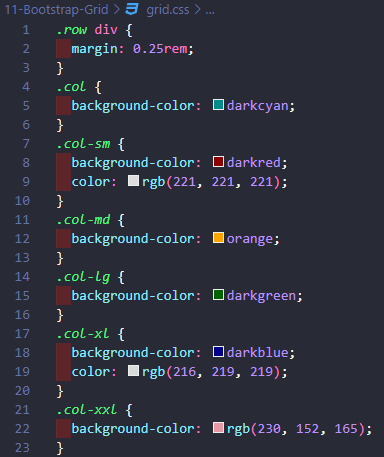 11-Bootstrap-Grid > grid.css > ...
1 .row div {
2 margin: 0.25rem;
3 }
4 .col {
5 background-color: darkcyan;
6 }
7 .col-sm {
8 background-color: darkred;
9 color: rgb(221, 221, 221);
10 }
11 .col-md {
12 background-color: orange;
13 }
14 .col-lg {
15 background-color: darkgreen;
16 }
17 .col-xl {
18 background-color: darkblue;
19 color: rgb(216, 219, 219);
20 }
21 .col-xxl {
22 background-color: rgb(230, 152, 165);
23 }